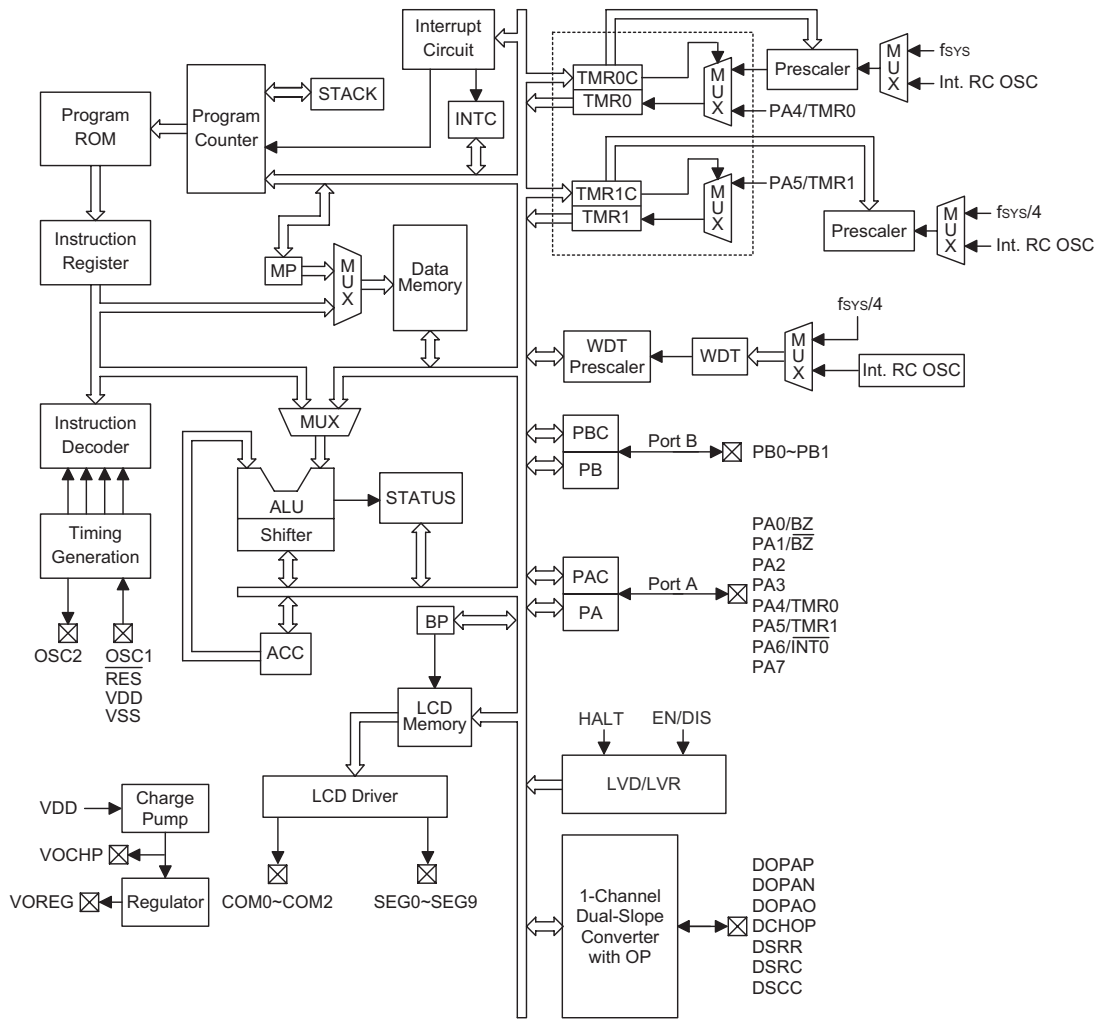 Interrupt
Circuit
STACK
Program
Counter
Program
ROM
INTC
Instruction
Register
MP
MUX
Data
Memory
Instruction
Decoder
MUX
ALU
Shifter
STATUS
Timing
Generation
OSC2
OSC1
RES
VDD
VSS
ACC
BP
LCD
Memory
LCD Driver
COM0~COM2
SEG0~SEG9
VDD
Charge
Pump
VOCHP
VOREG
Regulator
TMR0C
TMR0
MUX
Prescaler
MUX
fSYS
Int. RC OSC
PA4/TMR0
TMR1C
TMR1
MUX
PA5/TMR1
Prescaler
MUX
fSYS/4
Int. RC OSC
WDT
Prescaler
WDT
MUX
fSYS/4
Int. RC OSC
PBC
PB
Port B
PB0~PB1
PAC
PA
Port A
PA0/BZ
PA1/B̅Z̅
PA2
PA3
PA4/TMR0
PA5/TMR1
PA6/I̅N̅T̅0̅
PA7
HALT
EN/DIS
LVD/LVR
1-Channel
Dual-Slope
Converter
with OP
DOPAP
DOPAN
DOPAO
DCHOP
DSRR
DSRC
DSCC